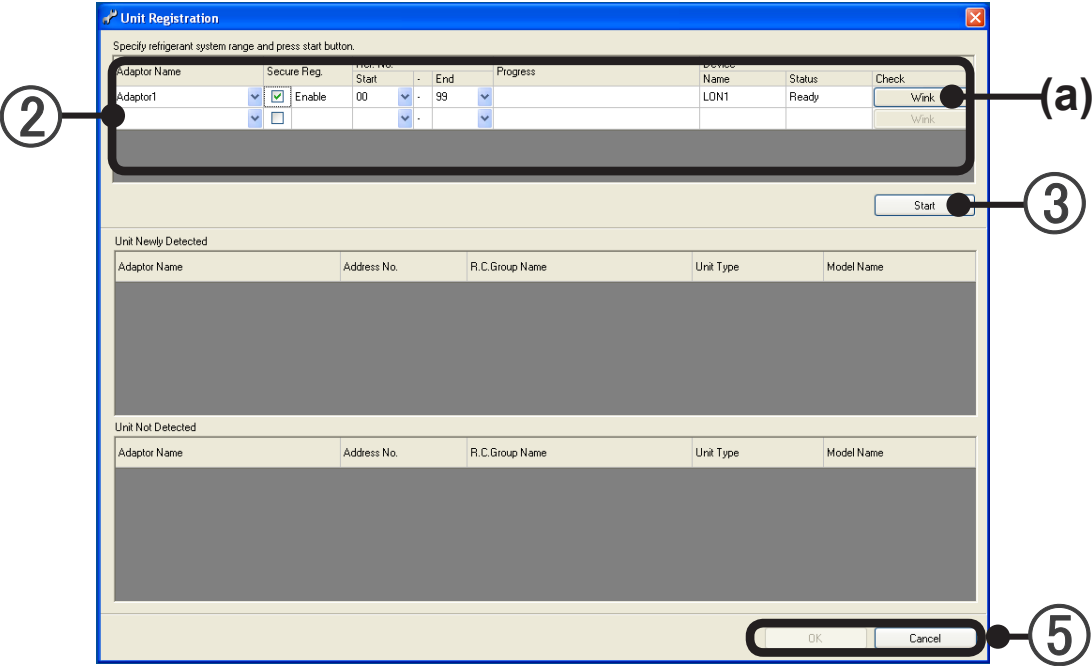 Unit Registration
Specify refrigerant system range and press start button.
Adaptor Name Secure Reg. Ref. No. Progress Device
Start - End Name Status Check
Adaptor1 Enable 00 - 99 LON1 Ready Wink (a)
② - Wink
Start ③
Unit Newly Detected
Adaptor Name Address No. R.C.Group Name Unit Type Model Name
Unit Not Detected
Adaptor Name Address No. R.C.Group Name Unit Type Model Name
OK Cancel ⑤